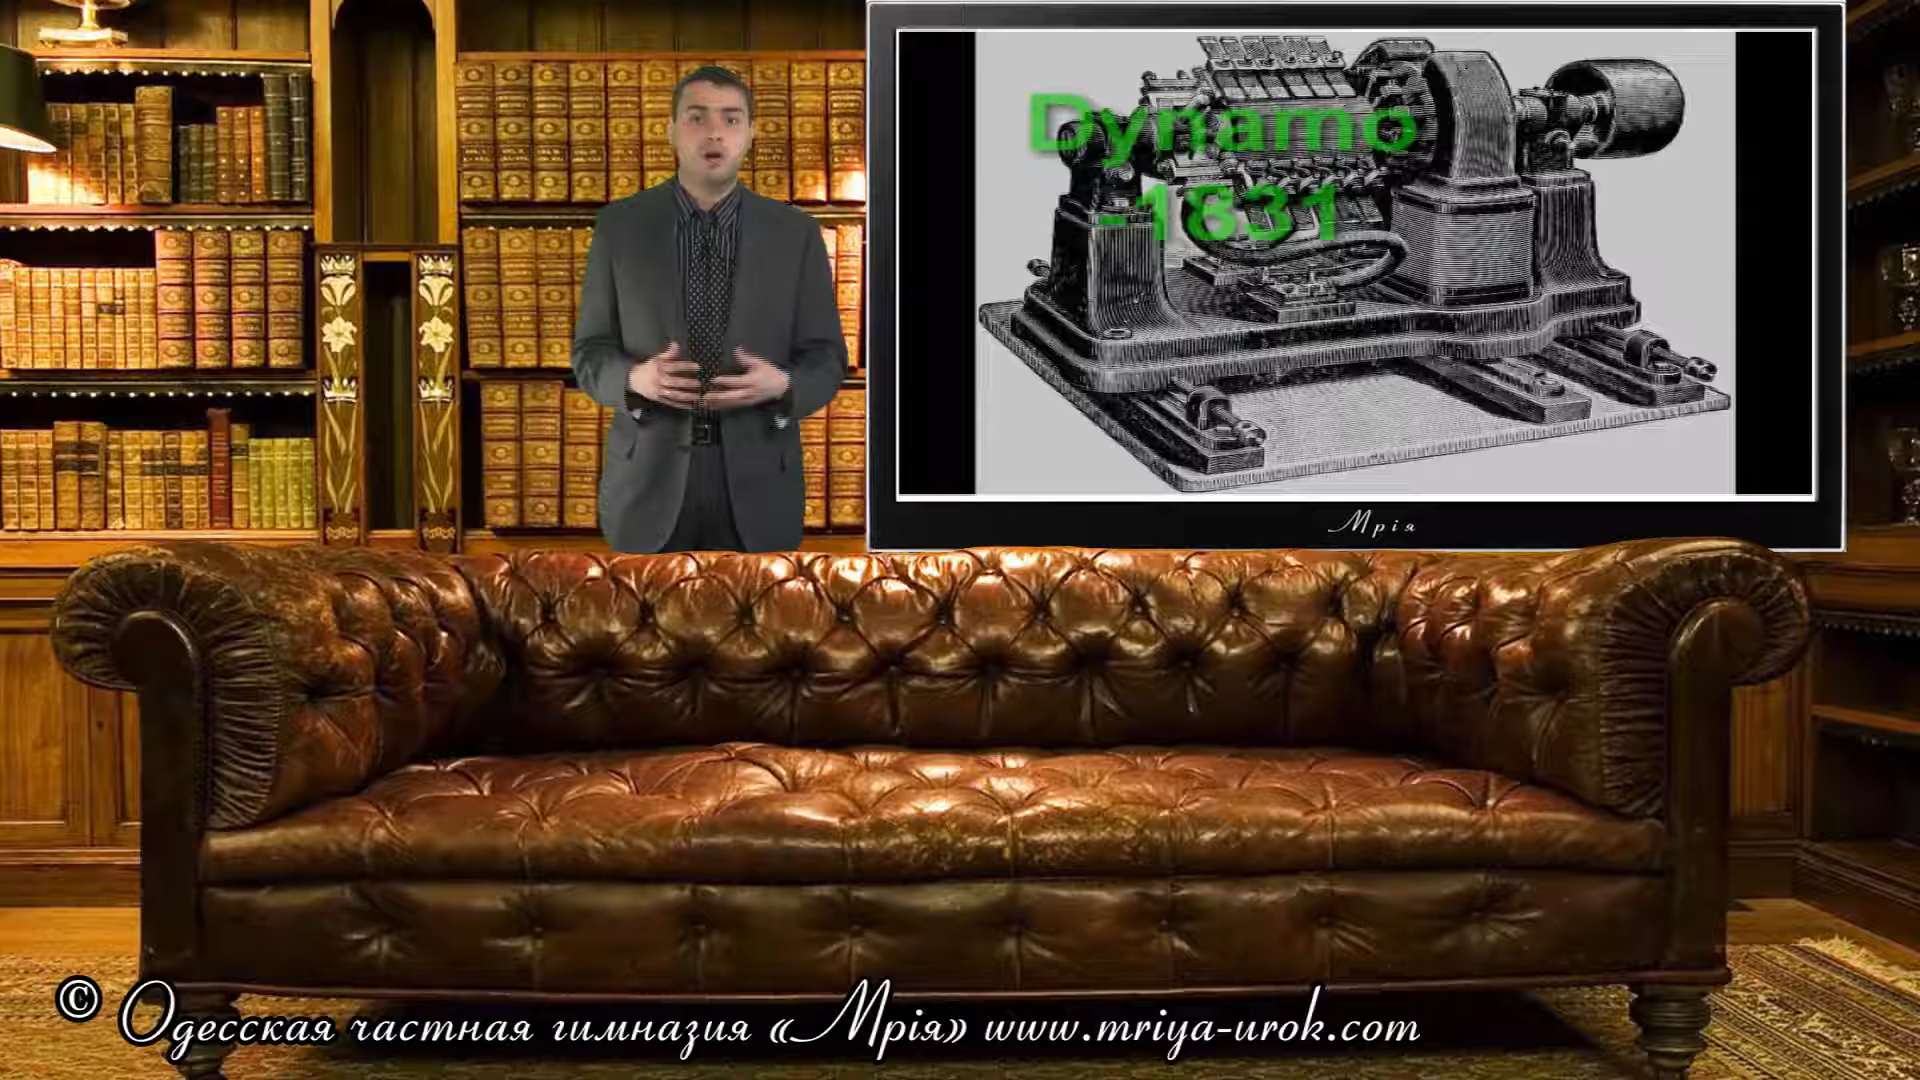 Dynamo
-1831
Мрія
© Одесская частная гимназия «Мрія» www.mriya-urok.com